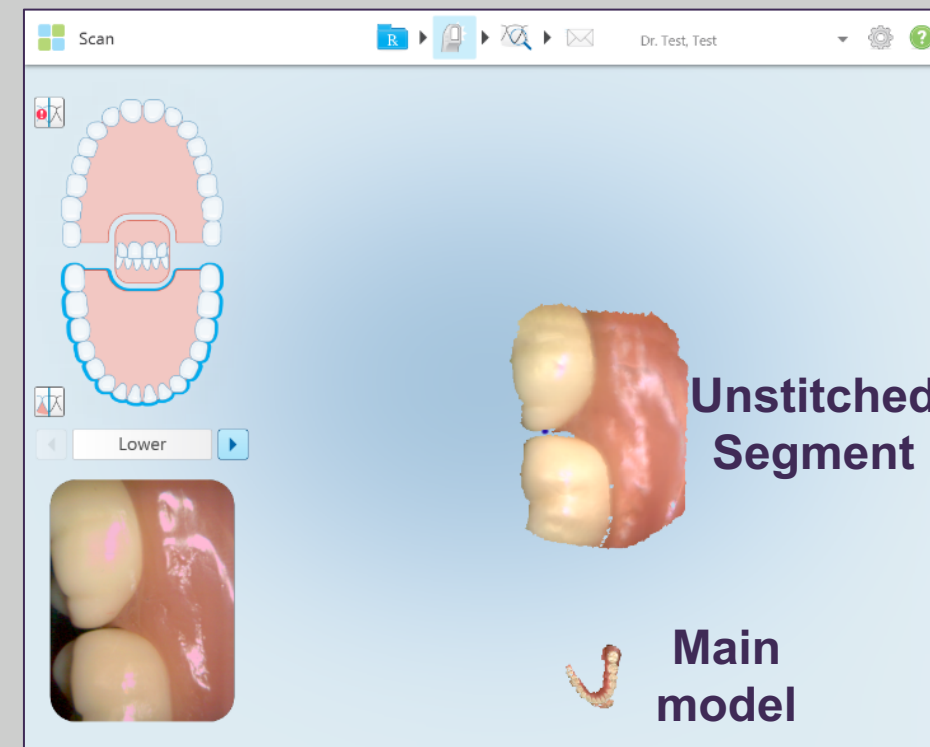 Scan
R
Dr. Test, Test
?
Unstitched
Segment
Lower
Main
model